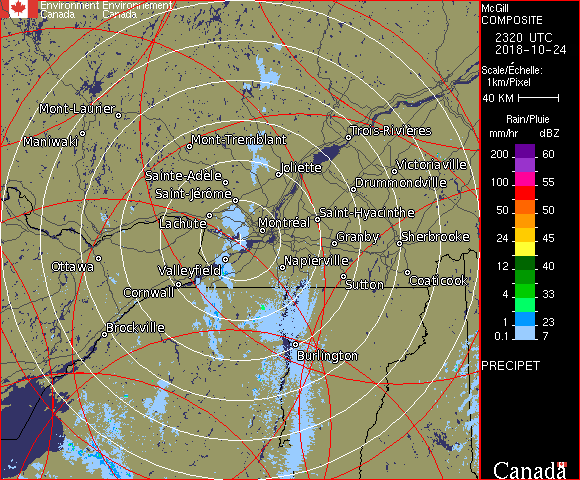 Environment Environnement
Canada Canada
McGill
COMPOSITE
2320 UTC
2018-10-24
Scale/Échelle:
1km/Pixel
40 KM
Rain/Pluie
mm/hr dBZ
200 60
100 55
50 50
24 45
12 40
4 33
1 23
0.1 7
PRECIPET
Mont-Laurier
Maniwaki
Mont-Tremblant
Trois-Rivières
Joliette
Victoriaville
Sainte-Adèle
Drummondville
Saint-Jérôme
Saint-Hyacinthe
Lachute
Montréal
Granby
Sherbrooke
Ottawa
Valleyfield
Napierville
Cornwall
Sutton
Coaticook
Brockville
Burlington
Canada